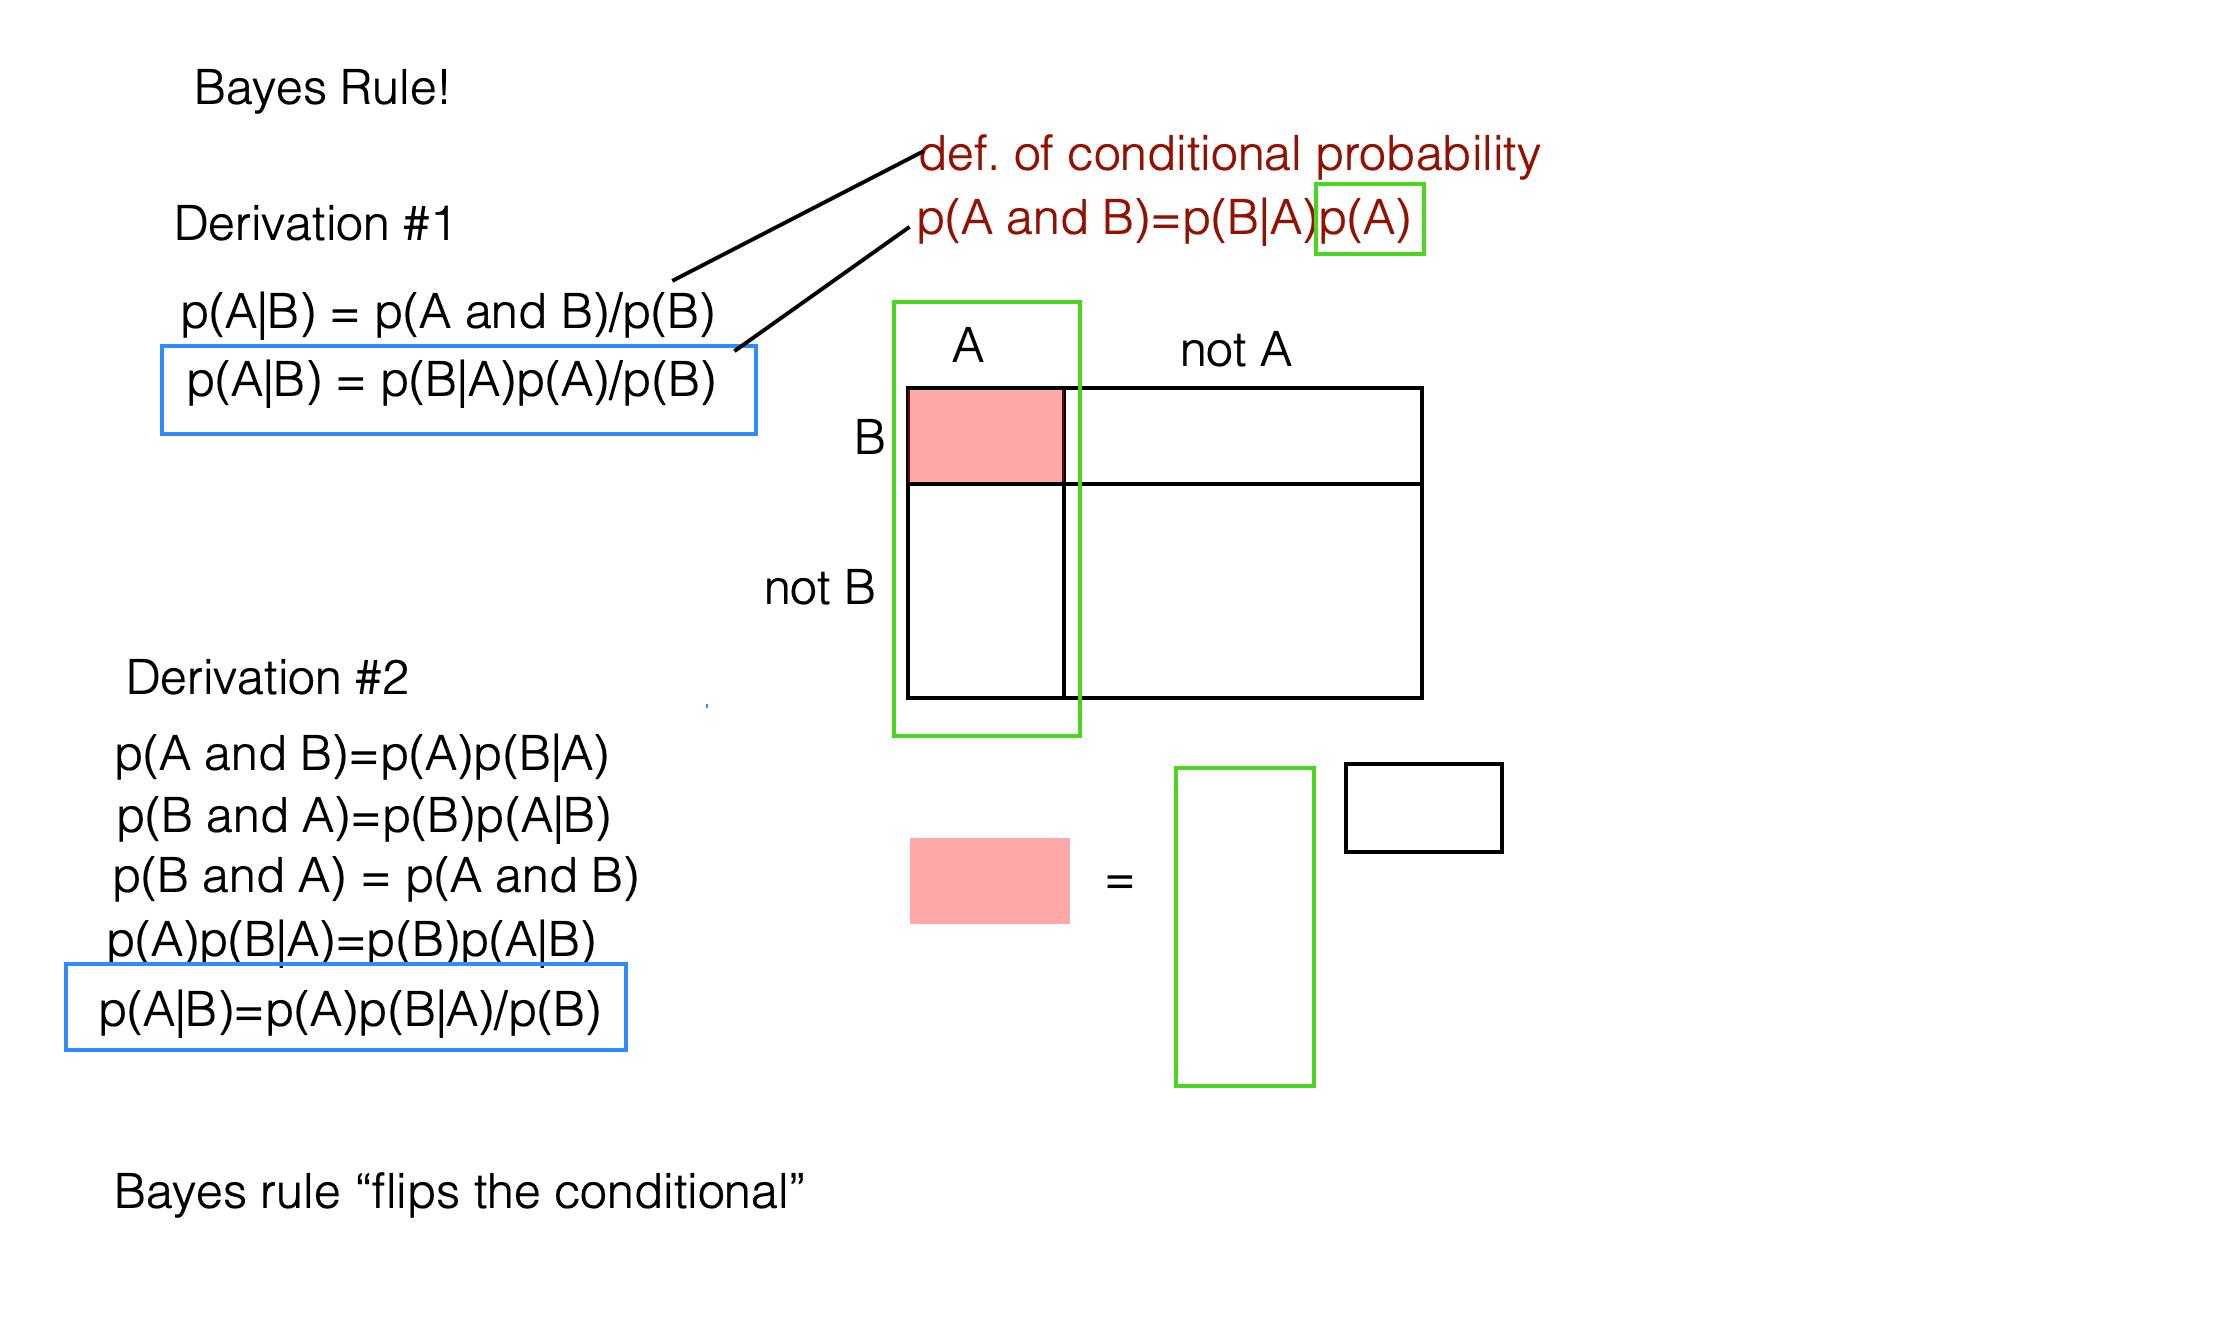 Bayes Rule!
def. of conditional probability
p(A and B)=p(B|A)p(A)
Derivation #1
p(A|B) = p(A and B)/p(B)
p(A|B) = p(B|A)p(A)/p(B)
A
not A
B
not B
Derivation #2
p(A and B)=p(A)p(B|A)
p(B and A)=p(B)p(A|B)
p(B and A) = p(A and B)
p(A)p(B|A)=p(B)p(A|B)
p(A|B)=p(A)p(B|A)/p(B)
=
Bayes rule “flips the conditional”